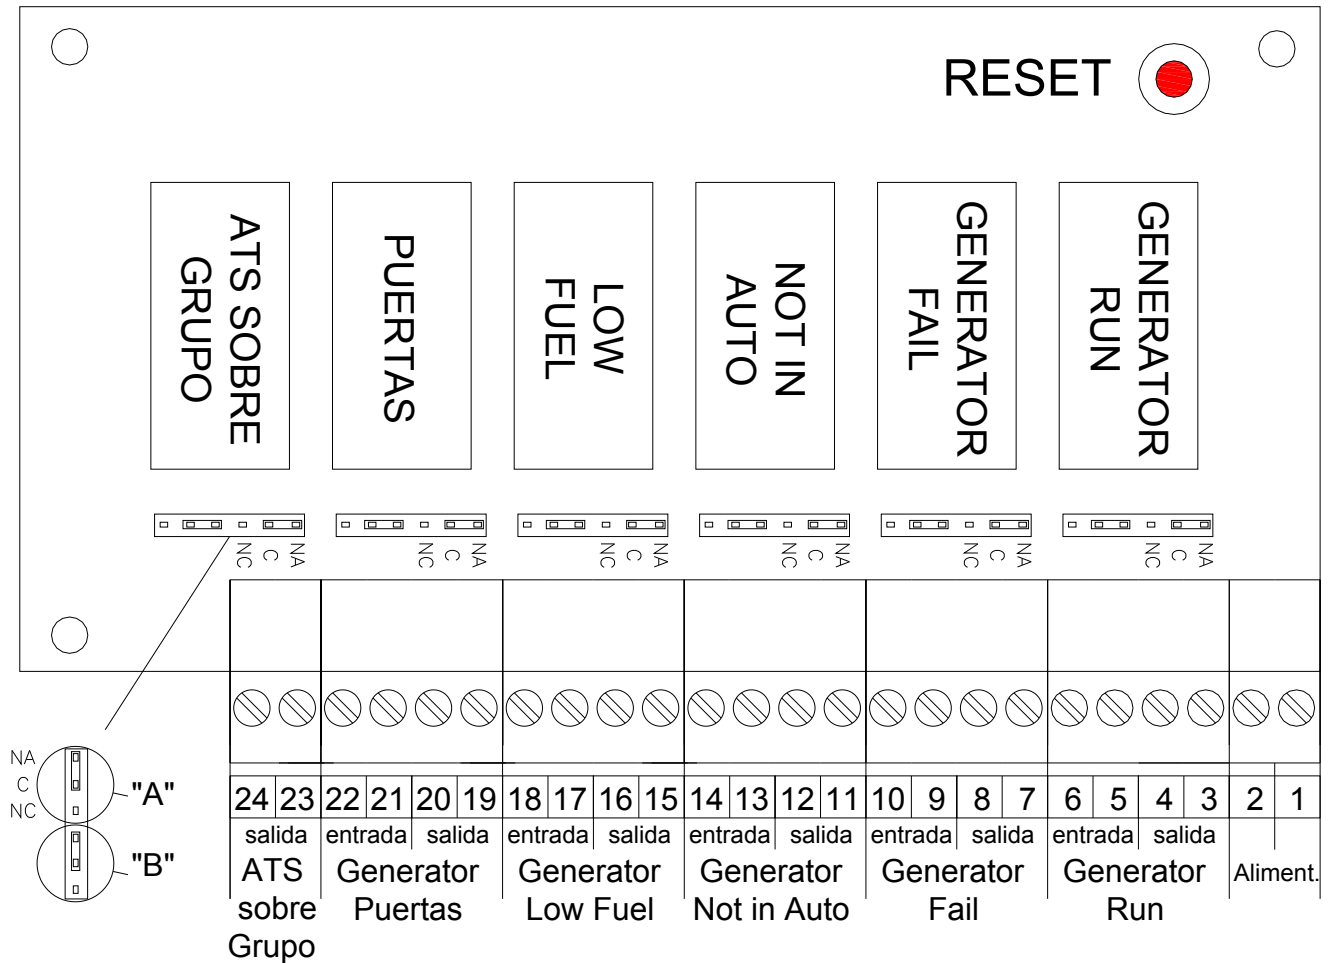 RESET
ATS SOBRE
GRUPO
PUERTAS
LOW
FUEL
NOT IN
AUTO
GENERATOR
FAIL
GENERATOR
RUN
NC C NA
NC C NA
NC C NA
NC C NA
NC C NA
NC C NA
NA
C
NC
"A"
"B"
24 23 22 21 20 19 18 17 16 15 14 13 12 11 10 9 8 7 6 5 4 3 2 1
salida entrada salida entrada salida entrada salida entrada salida entrada salida
ATS
sobre
Grupo
Generator
Puertas
Generator
Low Fuel
Generator
Not in Auto
Generator
Fail
Generator
Run
Aliment.